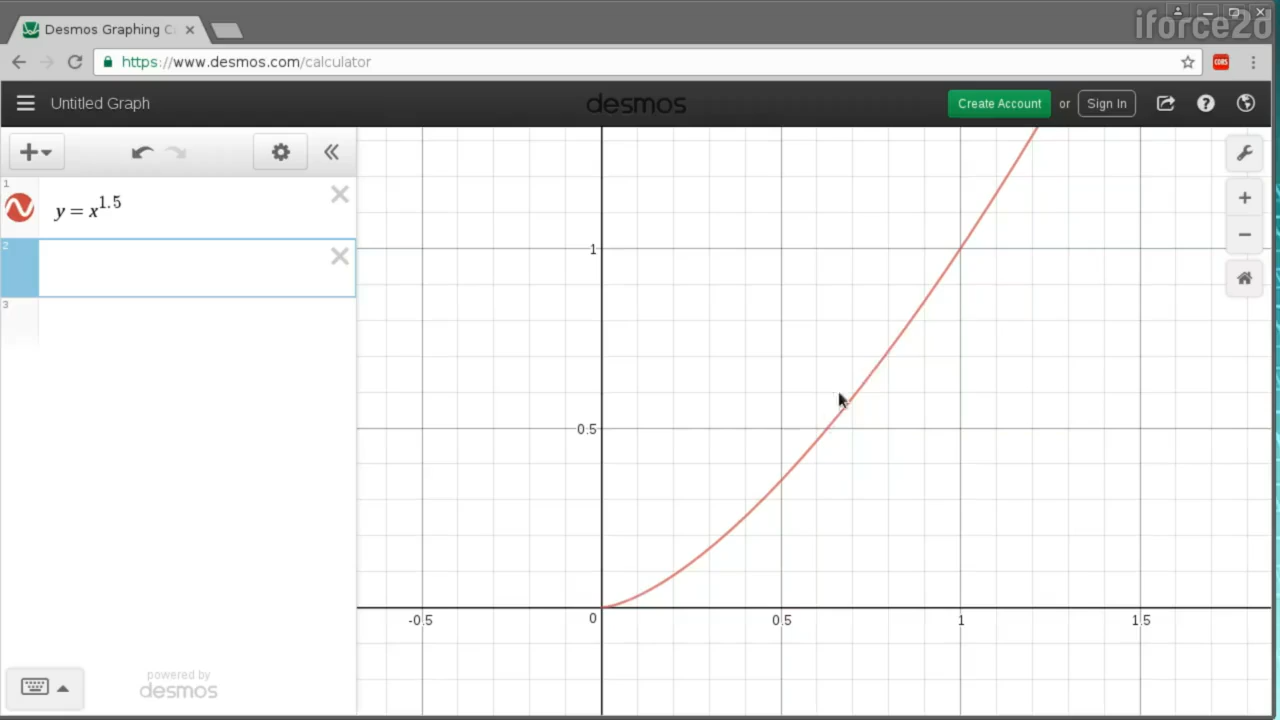 iforce2d
Desmos Graphing C
https://www.desmos.com/calculator
CORS
Untitled Graph
desmos
Create Account
or
Sign In
1
y = x^1.5
2
3
1
0.5
-0.5
0
0.5
1
1.5
powered by
desmos